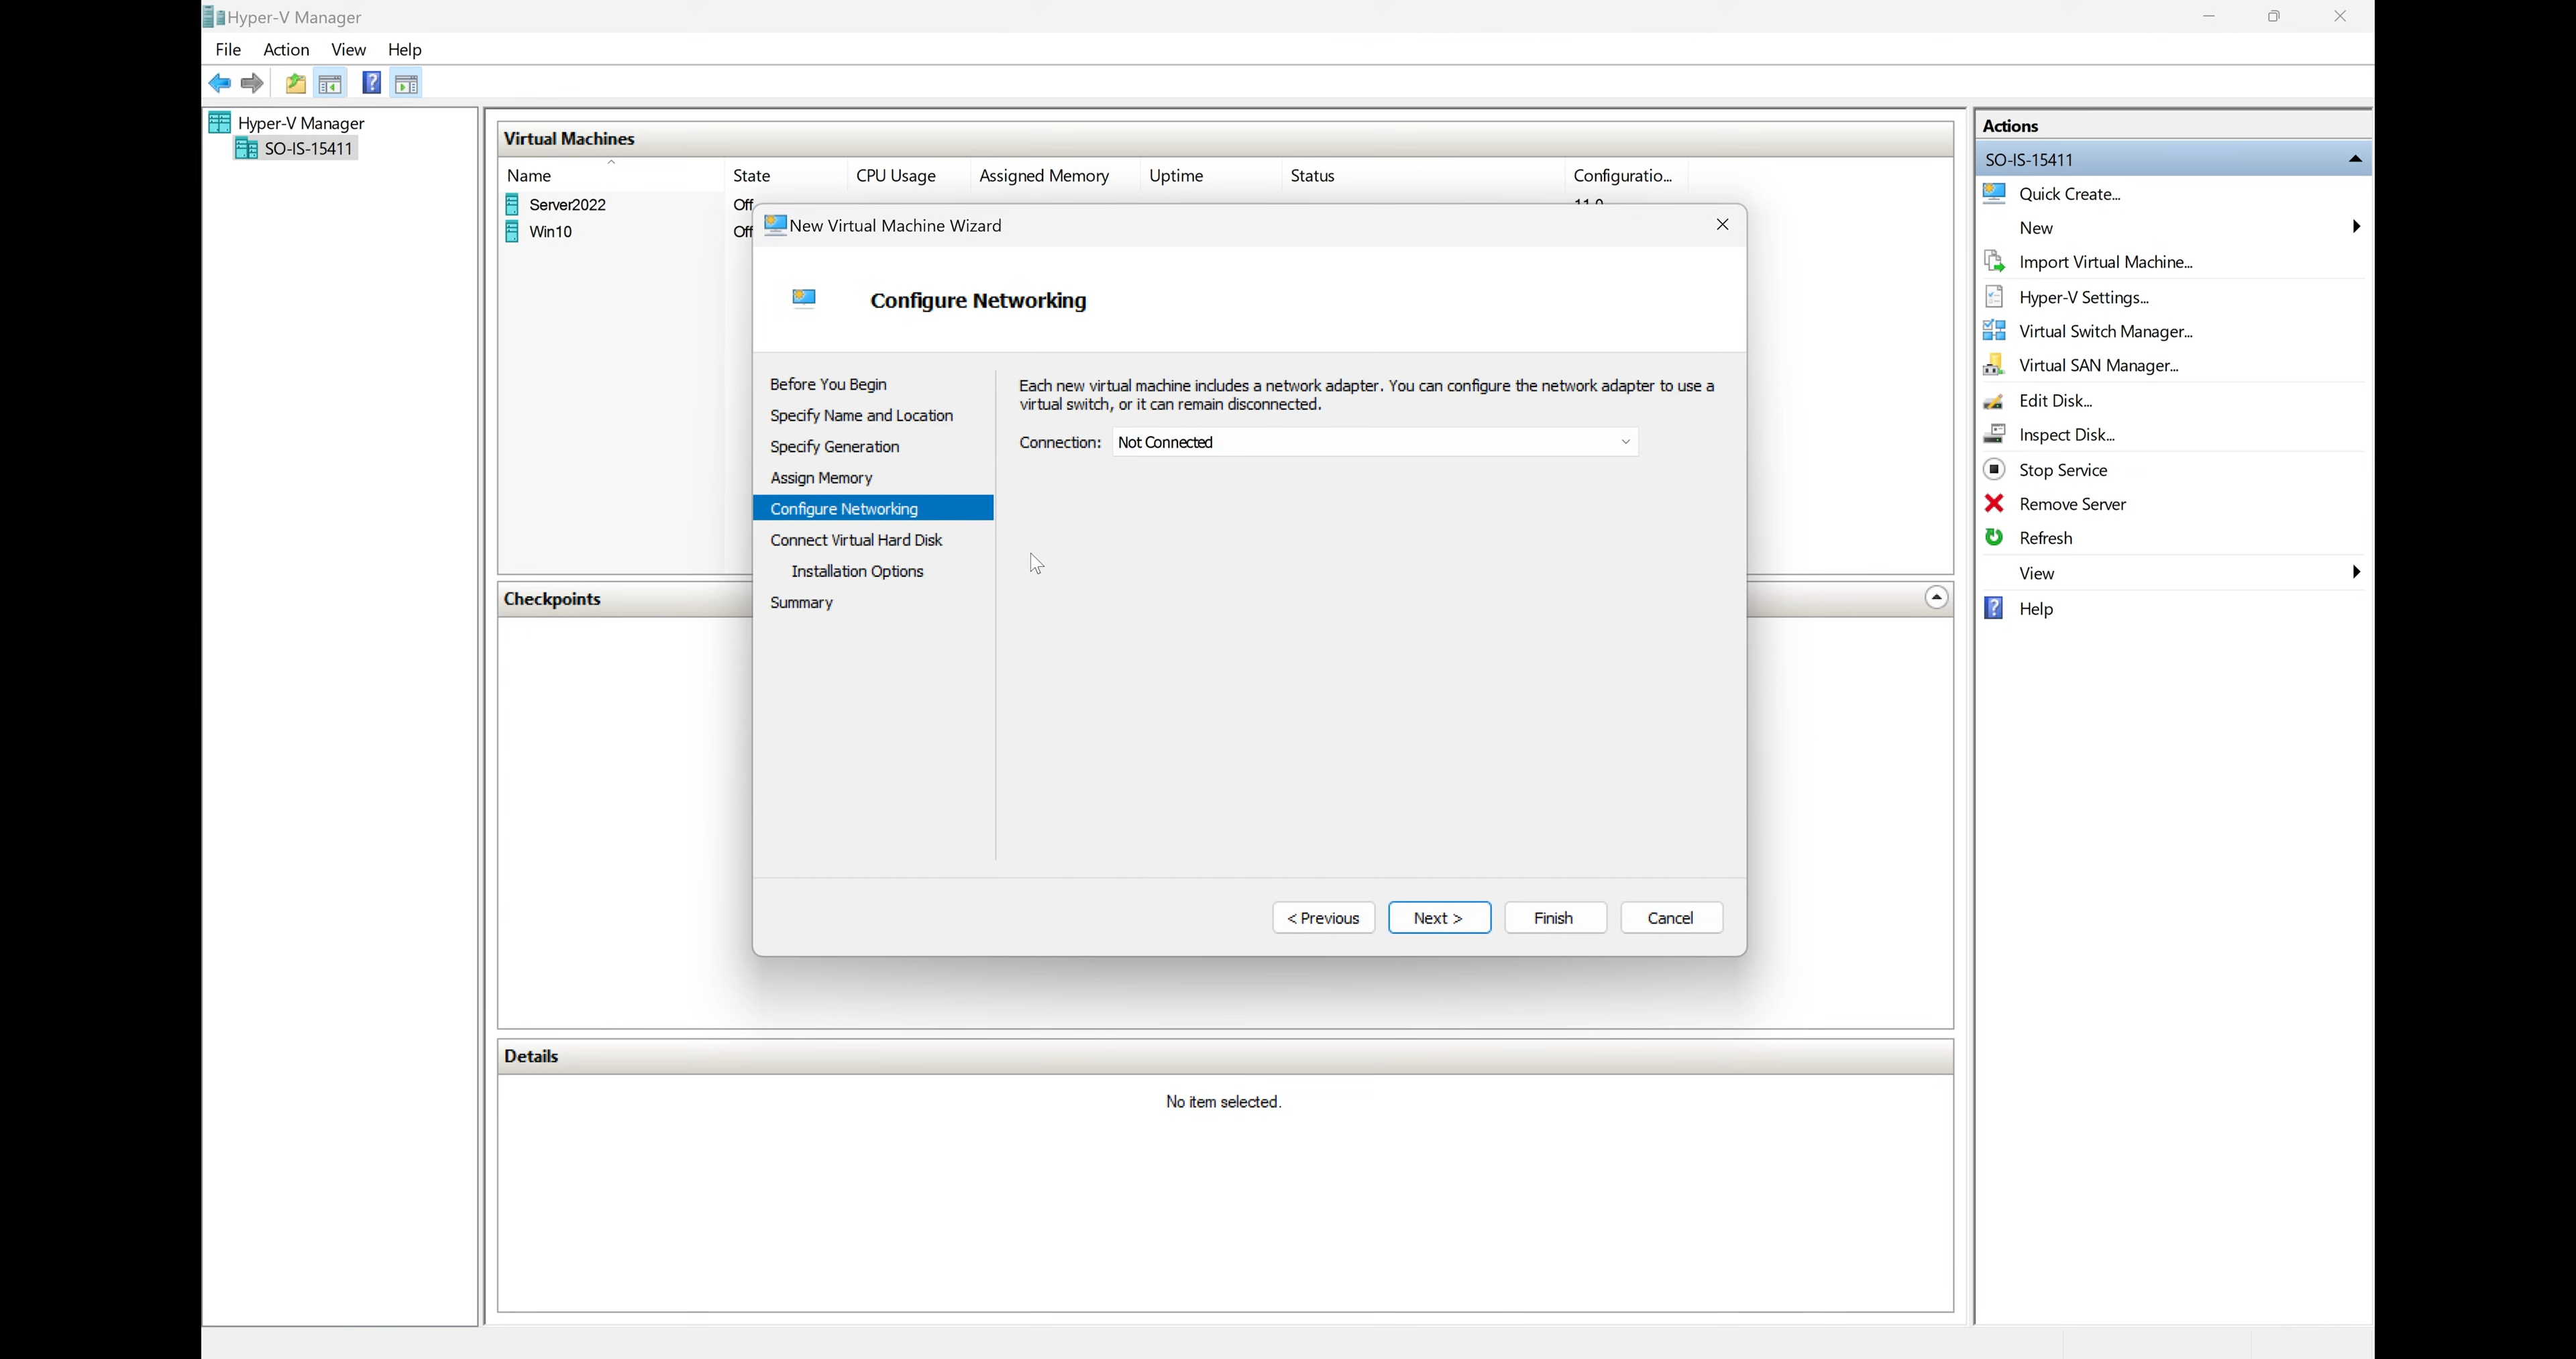 Hyper-V Manager
File Action View Help
Hyper-V Manager
SO-IS-15411
Virtual Machines
Name State CPU Usage Assigned Memory Uptime Status Configuratio...
Server2022 Off
Win10 Off
New Virtual Machine Wizard
Configure Networking
Before You Begin
Specify Name and Location
Specify Generation
Assign Memory
Configure Networking
Connect Virtual Hard Disk
Installation Options
Summary
Each new virtual machine includes a network adapter. You can configure the network adapter to use a
virtual switch, or it can remain disconnected.
Connection: Not Connected
< Previous Next > Finish Cancel
Checkpoints
Details
No item selected.
Actions
SO-IS-15411
Quick Create...
New
Import Virtual Machine...
Hyper-V Settings...
Virtual Switch Manager...
Virtual SAN Manager...
Edit Disk...
Inspect Disk...
Stop Service
Remove Server
Refresh
View
Help